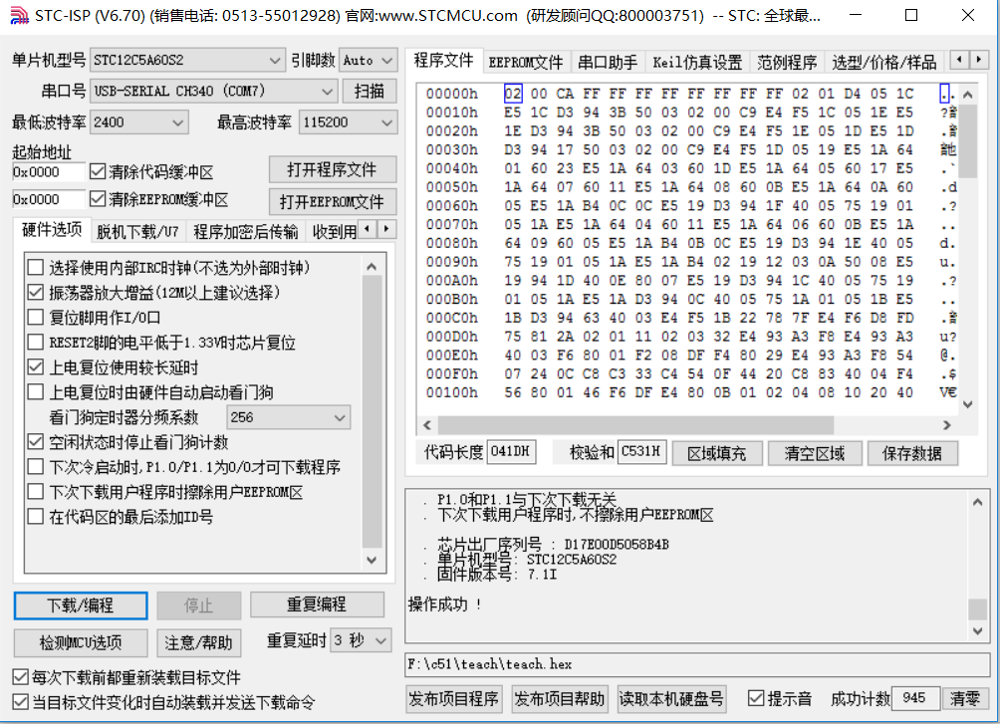 STC-ISP (V6.70) (销售电话: 0513-55012928) 官网:www.STCMCU.com (研发顾问QQ:800003751) -- STC: 全球最...
单片机型号 STC12C5A60S2 引脚数 Auto
串口号 USB-SERIAL CH340 (COM7) 扫描
最低波特率 2400 最高波特率 115200
起始地址
0x0000 清除代码缓冲区 打开程序文件
0x0000 清除EEPROM缓冲区 打开EEPROM文件
硬件选项 脱机下载/U7 程序加密后传输 收到用
选择使用内部IRC时钟(不选为外部时钟)
振荡器放大增益(12M以上建议选择)
复位脚用作I/O口
RESET2脚的电平低于1.33V时芯片复位
上电复位使用较长延时
上电复位时由硬件自动启动看门狗
看门狗定时器分频系数 256
空闲状态时停止看门狗计数
下次冷启动时,P1.0/P1.1为0/0才可下载程序
下次下载用户程序时擦除用户EEPROM区
在代码区的最后添加ID号
下载/编程 停止 重复编程
检测MCU选项 注意/帮助 重复延时 3 秒
每次下载前都重新装载目标文件
当目标文件变化时自动装载并发送下载命令
程序文件 EEPROM文件 串口助手 Keil仿真设置 范例程序 选型/价格/样品
00000h 02 00 CA FF FF FF FF FF FF FF FF 02 01 D4 05 1C ..
00010h E5 1C D3 94 3B 50 03 02 00 C9 E4 F5 1C 05 1E E5 ?
00020h 1E D3 94 3B 50 03 02 00 C9 E4 F5 1E 05 1D E5 1D .
00030h D3 94 17 50 03 02 00 C9 E4 F5 1D 05 19 E5 1A 64
00040h 01 60 23 E5 1A 64 03 60 1D E5 1A 64 05 60 17 E5 .`
00050h 1A 64 07 60 11 E5 1A 64 08 60 0B E5 1A 64 0A 60 .d
00060h 05 E5 1A B4 0C 0C E5 19 D3 94 1F 40 05 75 19 01 .?
00070h 05 1A E5 1A 64 04 60 11 E5 1A 64 06 60 0B E5 1A ..
00080h 64 09 60 05 E5 1A B4 0B 0C E5 19 D3 94 1E 40 05 d.
00090h 75 19 01 05 1A E5 1A B4 02 19 12 03 0A 50 08 E5 u.
000A0h 19 94 1D 40 0E 80 07 E5 19 D3 94 1C 40 05 75 19 .?
000B0h 01 05 1A E5 1A D3 94 0C 40 05 75 1A 01 05 1B E5 ..
000C0h 1B D3 94 63 40 03 E4 F5 1B 22 78 7F E4 F6 D8 FD .
000D0h 75 81 2A 02 01 11 02 03 32 E4 93 A3 F8 E4 93 A3 u?
000E0h 40 03 F6 80 01 F2 08 DF F4 80 29 E4 93 A3 F8 54 @.
000F0h 07 24 0C C8 C3 33 C4 54 0F 44 20 C8 83 40 04 F4 .$
00100h 56 80 01 46 F6 DF E4 80 0B 01 02 04 08 10 20 40 V€
代码长度 041DH 校验和 C531H 区域填充 清空区域 保存数据
. P1.0和P1.1与下次下载无关
. 下次下载用户程序时,不擦除用户EEPROM区
. 芯片出厂序列号 : D17E00D5058B4B
. 单片机型号: STC12C5A60S2
. 固件版本号: 7.1I
操作成功 !
F:\c51\teach\teach.hex
发布项目程序 发布项目帮助 读取本机硬盘号 提示音 成功计数 945 清零